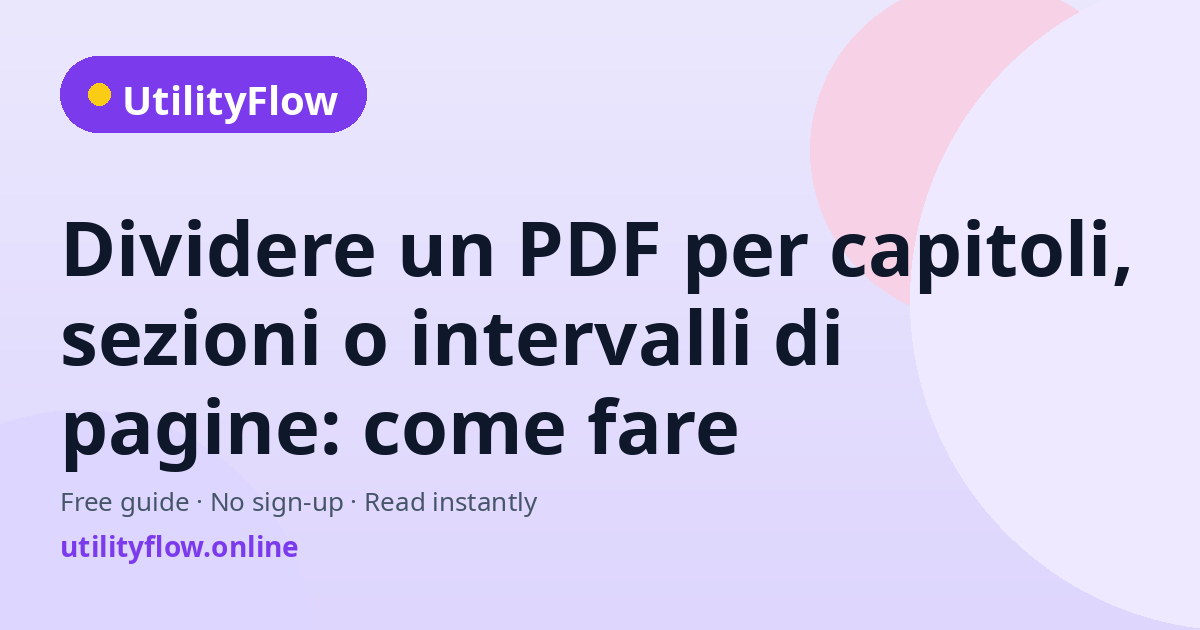 UtilityFlow
Dividere un PDF per capitoli,
sezioni o intervalli di
pagine: come fare
Free guide · No sign-up · Read instantly
utilityflow.online